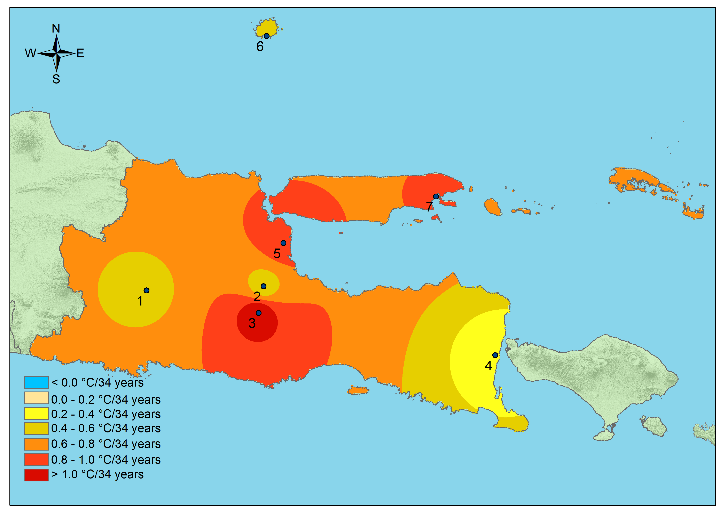 N
W E
S
6
7
5
1
2
3
4
< 0.0 °C/34 years
0.0 - 0.2 °C/34 years
0.2 - 0.4 °C/34 years
0.4 - 0.6 °C/34 years
0.6 - 0.8 °C/34 years
0.8 - 1.0 °C/34 years
> 1.0 °C/34 years